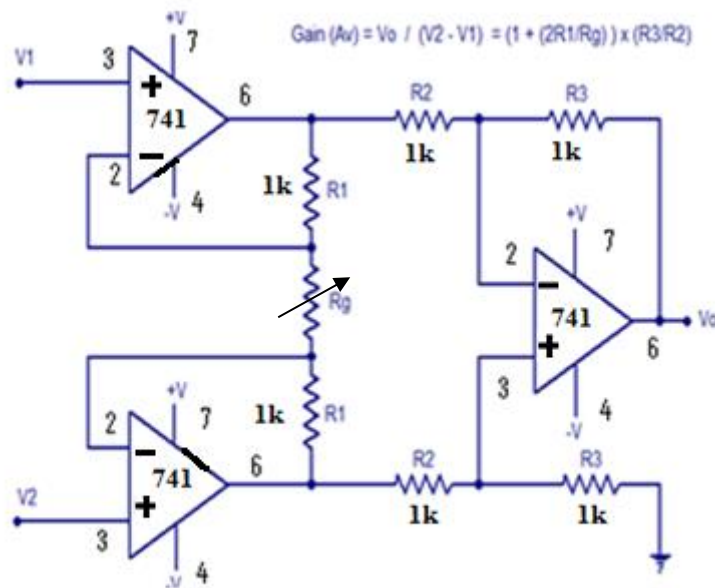 +V
7
Gain (Av) = Vo / (V2 - V1) = (1 + (2R1/Rg) ) x (R3/R2)
V1
3
+
741
6
−
2
-V
4
R2
1k
R3
1k
1k
R1
Rg
+V
7
2
−
741
+
3
6
Vo
-V
4
1k
R1
+V
7
2
−
741
+
3
6
V2
-V
4
R2
1k
R3
1k